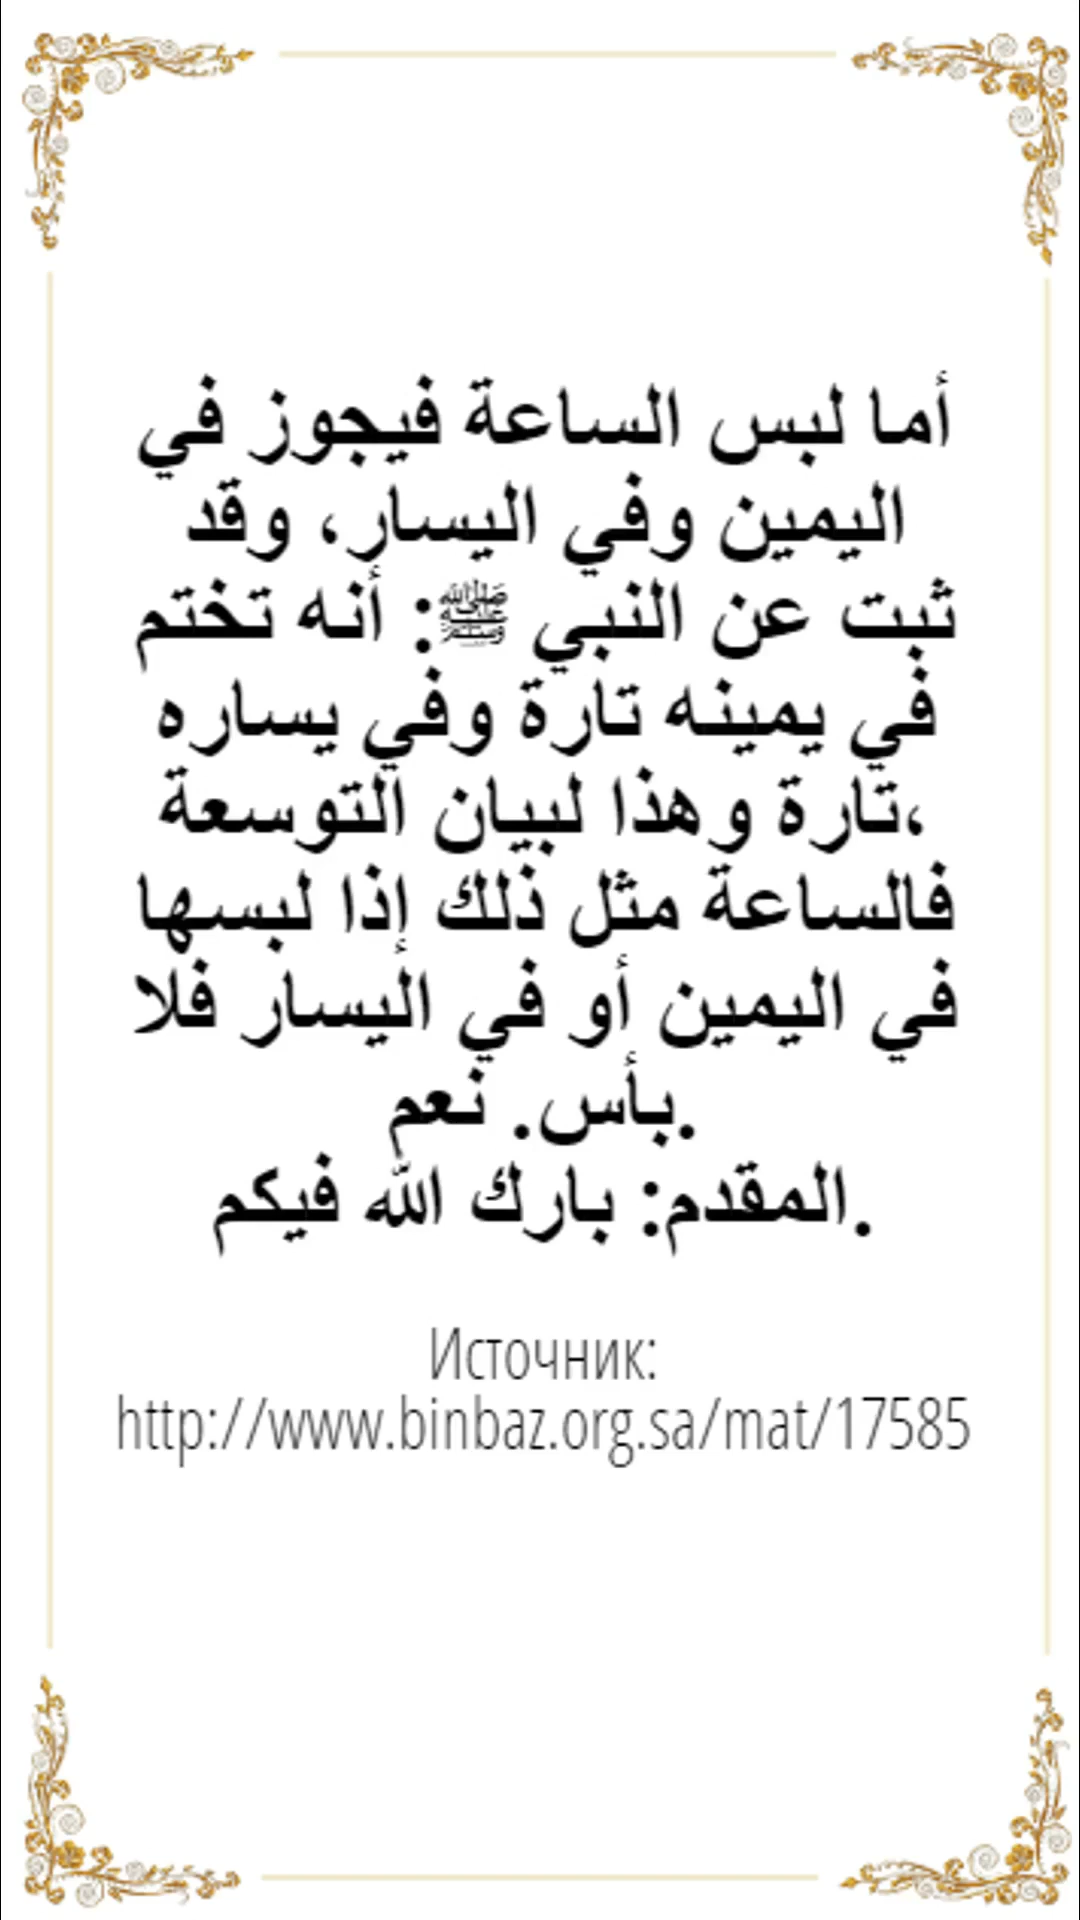 أما لبس الساعة فيجوز في
اليمين وفي اليسار، وقد
ثبت عن النبي ﷺ: أنه تختم
في يمينه تارة وفي يساره
تارة وهذا لبيان التوسعة،
فالساعة مثل ذلك إذا لبسها
في اليمين أو في اليسار فلا
بأس. نعم.
المقدم: بارك الله فيكم.
Источник:
http://www.binbaz.org.sa/mat/17585